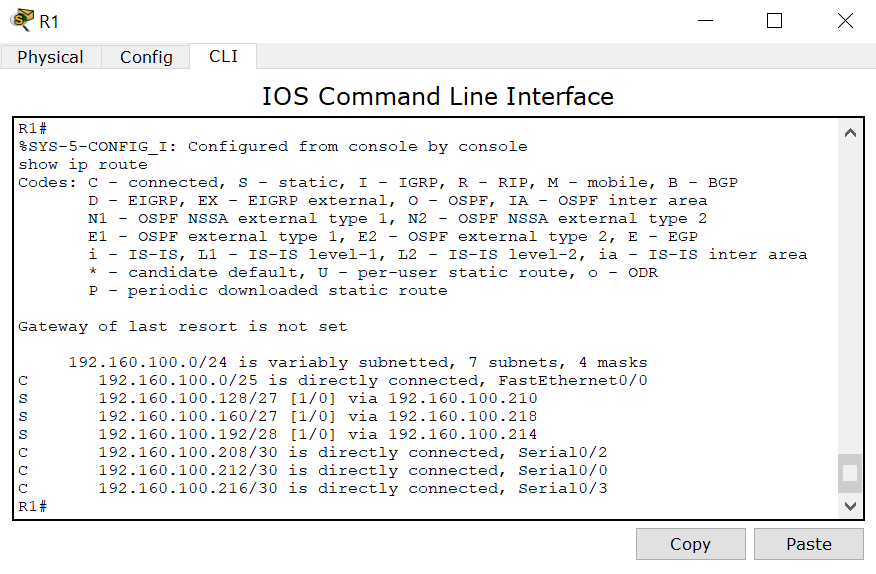 R1
Physical Config CLI
IOS Command Line Interface
R1#
%SYS-5-CONFIG_I: Configured from console by console
show ip route
Codes: C - connected, S - static, I - IGRP, R - RIP, M - mobile, B - BGP
       D - EIGRP, EX - EIGRP external, O - OSPF, IA - OSPF inter area
       N1 - OSPF NSSA external type 1, N2 - OSPF NSSA external type 2
       E1 - OSPF external type 1, E2 - OSPF external type 2, E - EGP
       i - IS-IS, L1 - IS-IS level-1, L2 - IS-IS level-2, ia - IS-IS inter area
       * - candidate default, U - per-user static route, o - ODR
       P - periodic downloaded static route

Gateway of last resort is not set

     192.160.100.0/24 is variably subnetted, 7 subnets, 4 masks
C       192.160.100.0/25 is directly connected, FastEthernet0/0
S       192.160.100.128/27 [1/0] via 192.160.100.210
S       192.160.100.160/27 [1/0] via 192.160.100.218
S       192.160.100.192/28 [1/0] via 192.160.100.214
C       192.160.100.208/30 is directly connected, Serial0/2
C       192.160.100.212/30 is directly connected, Serial0/0
C       192.160.100.216/30 is directly connected, Serial0/3
R1#
Copy Paste